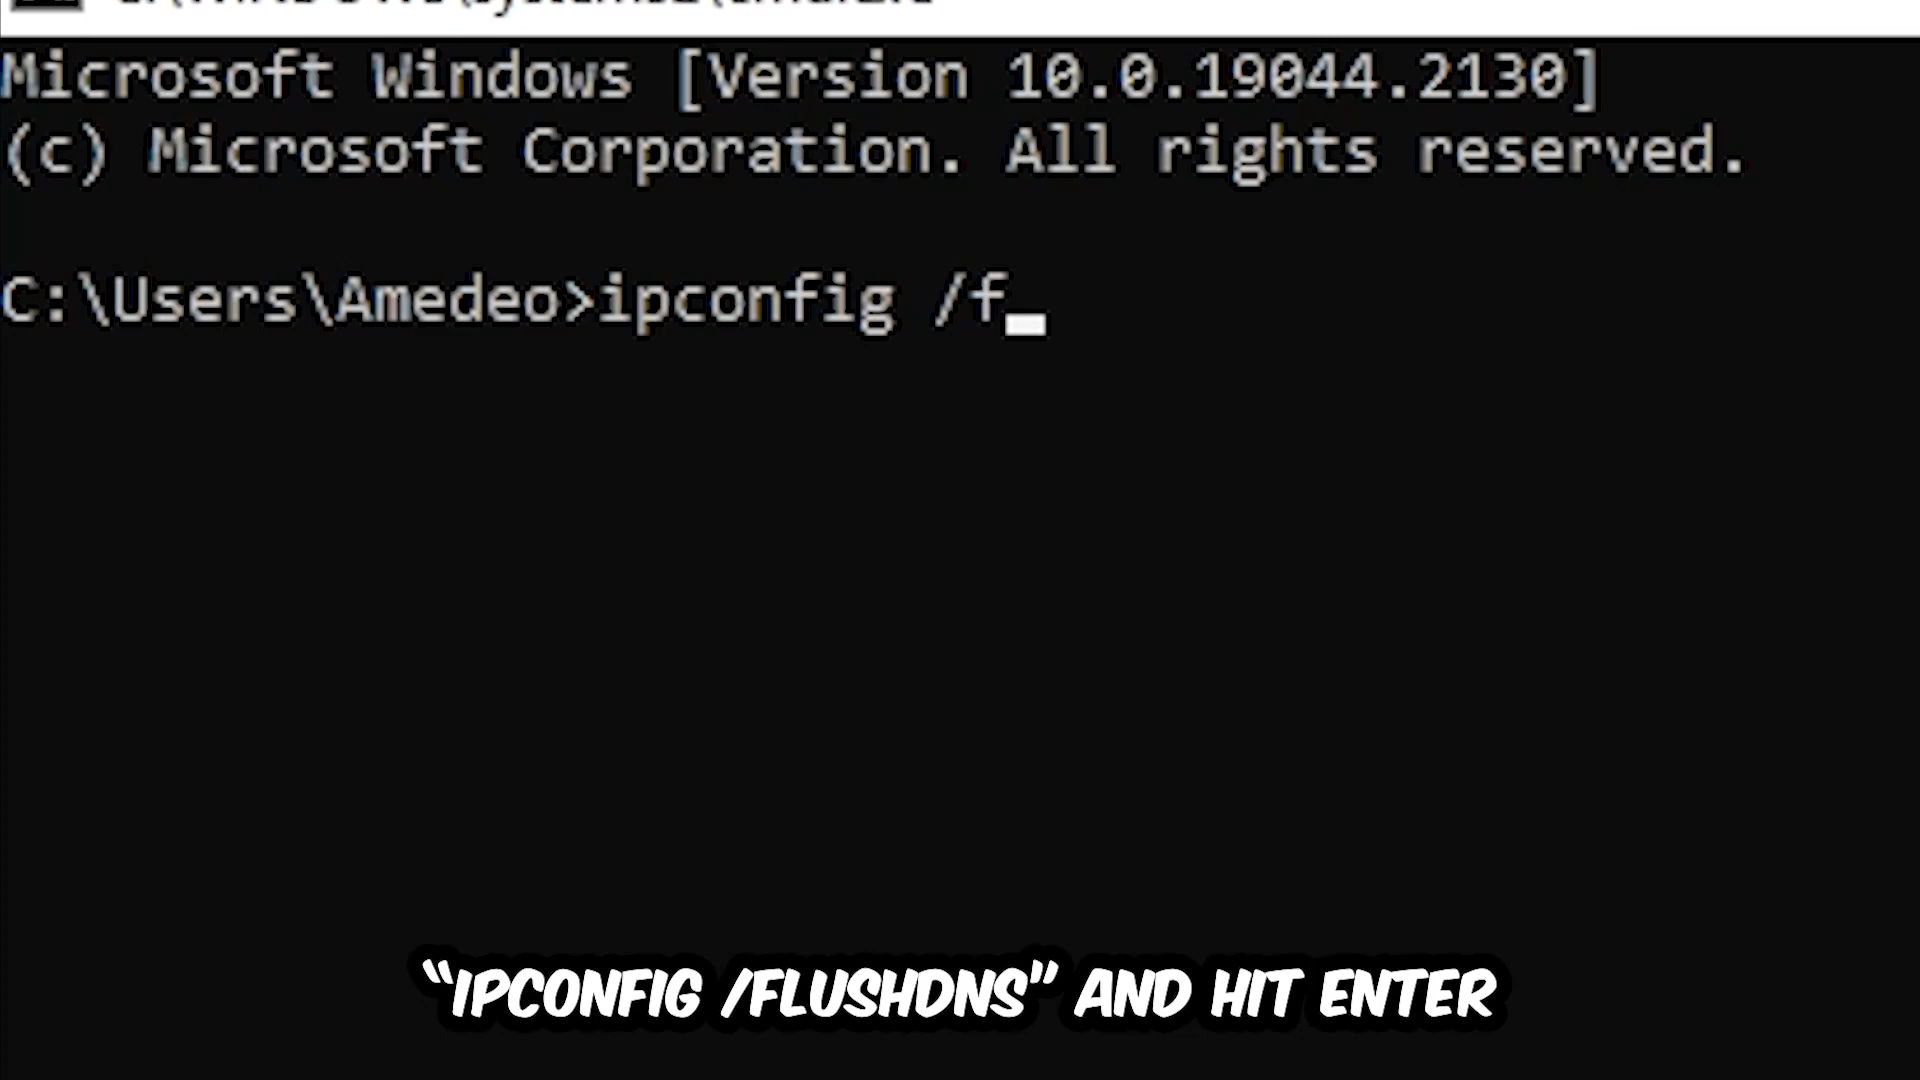 Microsoft Windows [Version 10.0.19044.2130]
(c) Microsoft Corporation. All rights reserved.
C:\Users\Amedeo>ipconfig /f
“IPCONFIG /FLUSHDNS” AND HIT ENTER